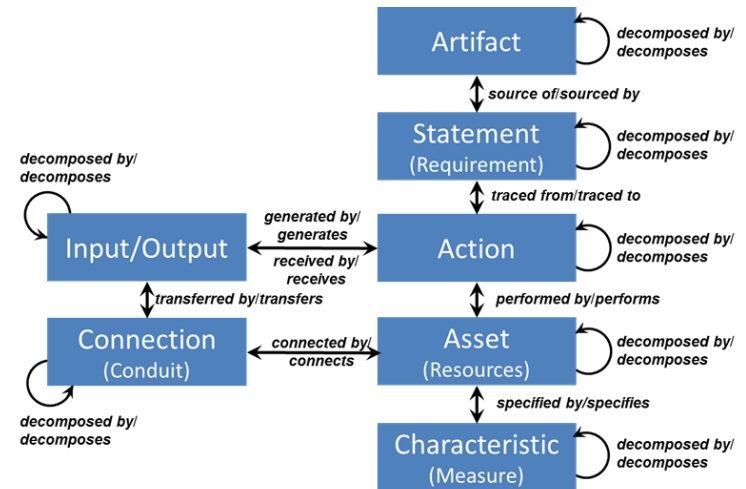 Artifact
decomposed by/
decomposes
source of/sourced by
Statement
(Requirement)
decomposed by/
decomposes
traced from/traced to
decomposed by/
decomposes
Input/Output
generated by/
generates
received by/
receives
Action
decomposed by/
decomposes
transferred by/transfers
performed by/performs
Connection
(Conduit)
connected by/
connects
Asset
(Resources)
decomposed by/
decomposes
decomposed by/
decomposes
specified by/specifies
Characteristic
(Measure)
decomposed by/
decomposes